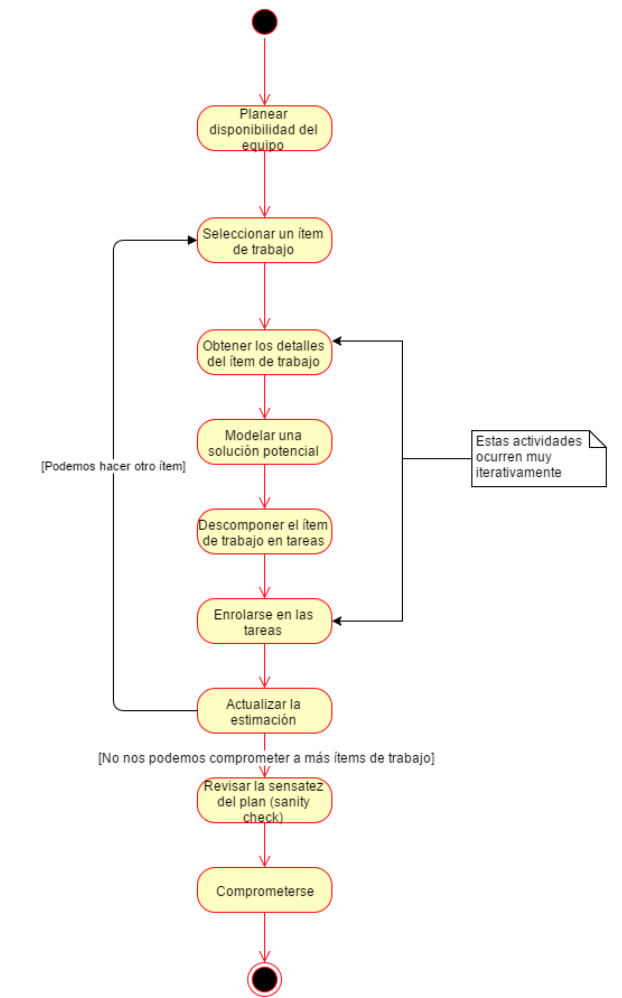 Planear
disponibilidad del
equipo
Seleccionar un ítem
de trabajo
Obtener los detalles
del ítem de trabajo
Estas actividades
ocurren muy
iterativamente
Modelar una
solución potencial
[Podemos hacer otro ítem]
Descomponer el ítem
de trabajo en tareas
Enrolarse en las
tareas
Actualizar la
estimación
[No nos podemos comprometer a más ítems de trabajo]
Revisar la sensatez
del plan (sanity
check)
Comprometerse